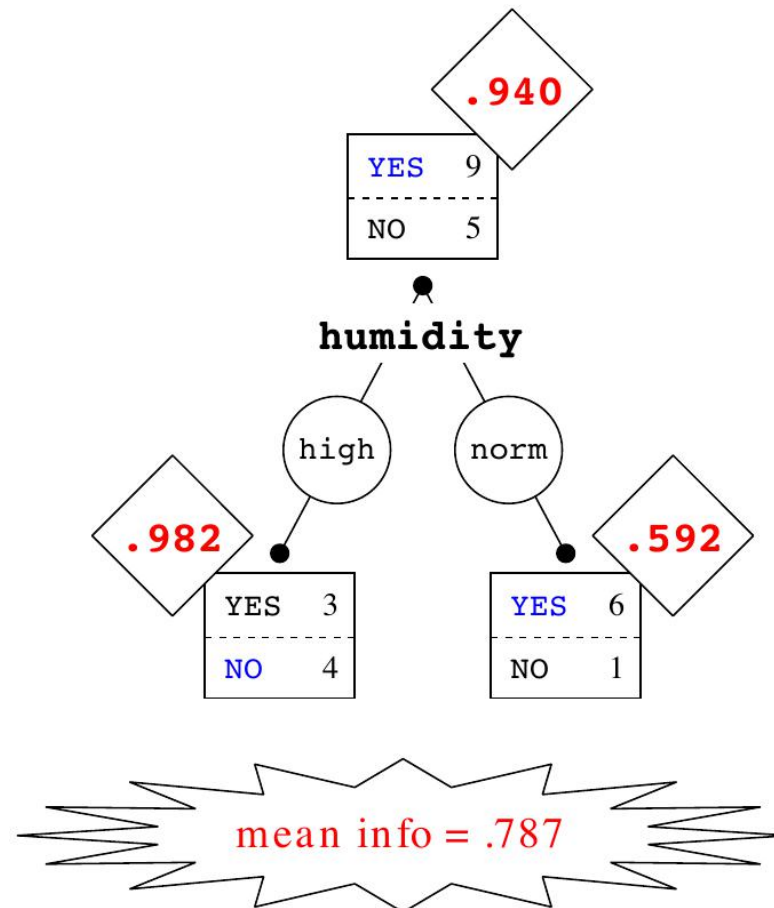 .940
YES 9
NO 5
humidity
high norm
.982 .592
YES 3 YES 6
NO 4 NO 1
mean info = .787